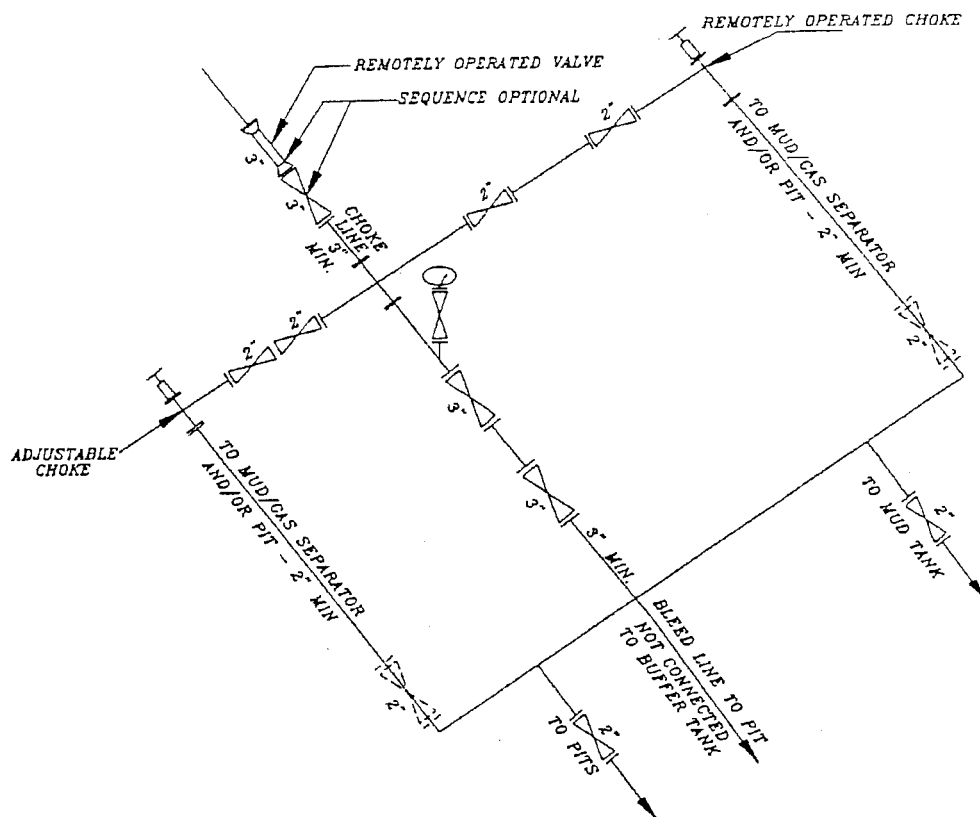 REMOTELY OPERATED CHOKE
REMOTELY OPERATED VALVE
SEQUENCE OPTIONAL
3"
3"
CHOKE
LINE
3"
MIN.
2"
2"
TO MUD/GAS SEPARATOR
AND/OR PIT - 2" MIN
2"
2"
2"
ADJUSTABLE
CHOKE
TO MUD/GAS SEPARATOR
AND/OR PIT - 2" MIN
2"
3"
3"
3" MIN.
BLEED LINE TO PIT
NOT CONNECTED
TO BUFFER TANK
2"
TO MUD TANK
2"
TO PITS